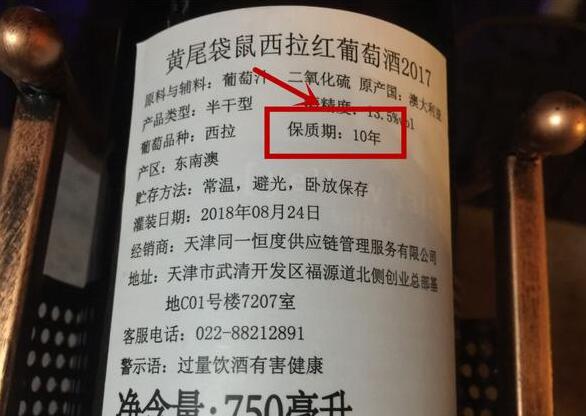 黄尾袋鼠西拉红葡萄酒2017
原料与辅料：葡萄汁 二氧化硫 原产国：澳大利亚
产品类型：半干型 精度：13.5%vol
葡萄品种：西拉 保质期：10年
产区：东南澳
贮存方法：常温，避光，卧放保存
灌装日期：2018年08月24日
经销商：天津同一恒度供应链管理服务有限公司
地址：天津市武清开发区福源道北侧创业总部基
地C01号楼7207室
客服电话：022-88212891
警示语：过量饮酒有害健康
净含量：750毫升